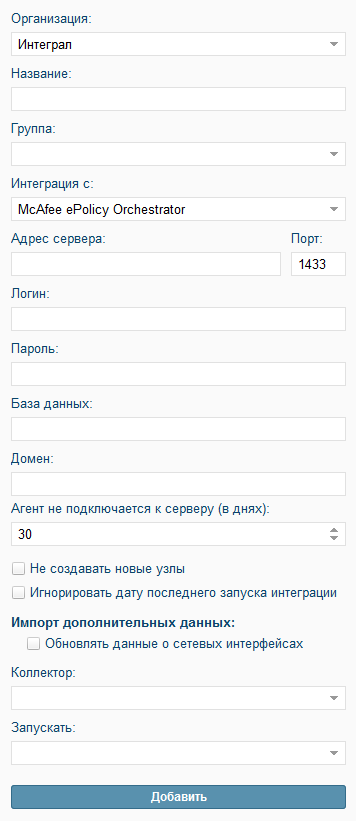 Организация:
Интеграл
Название:
Группа:
Интеграция с:
McAfee ePolicy Orchestrator
Адрес сервера: Порт:
1433
Логин:
Пароль:
База данных:
Домен:
Агент не подключается к серверу (в днях):
30
Не создавать новые узлы
Игнорировать дату последнего запуска интеграции
Импорт дополнительных данных:
Обновлять данные о сетевых интерфейсах
Коллектор:
Запускать:
Добавить